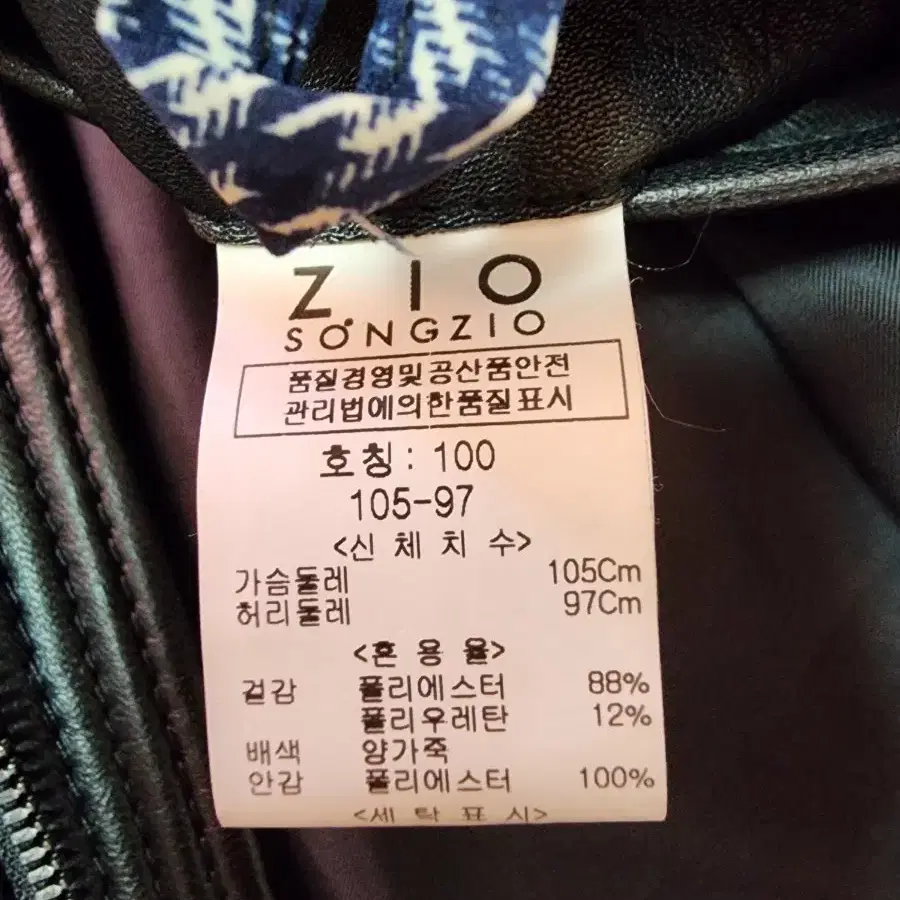 ZIO
SONGZIO
품질경영및공산품안전
관리법에의한품질표시
호칭: 100
105-97
<신체치수>
가슴둘레 105Cm
허리둘레 97Cm
<혼용율>
겉감 폴리에스터 88%
폴리우레탄 12%
배색 양가죽
안감 폴리에스터 100%
<세탁표시>